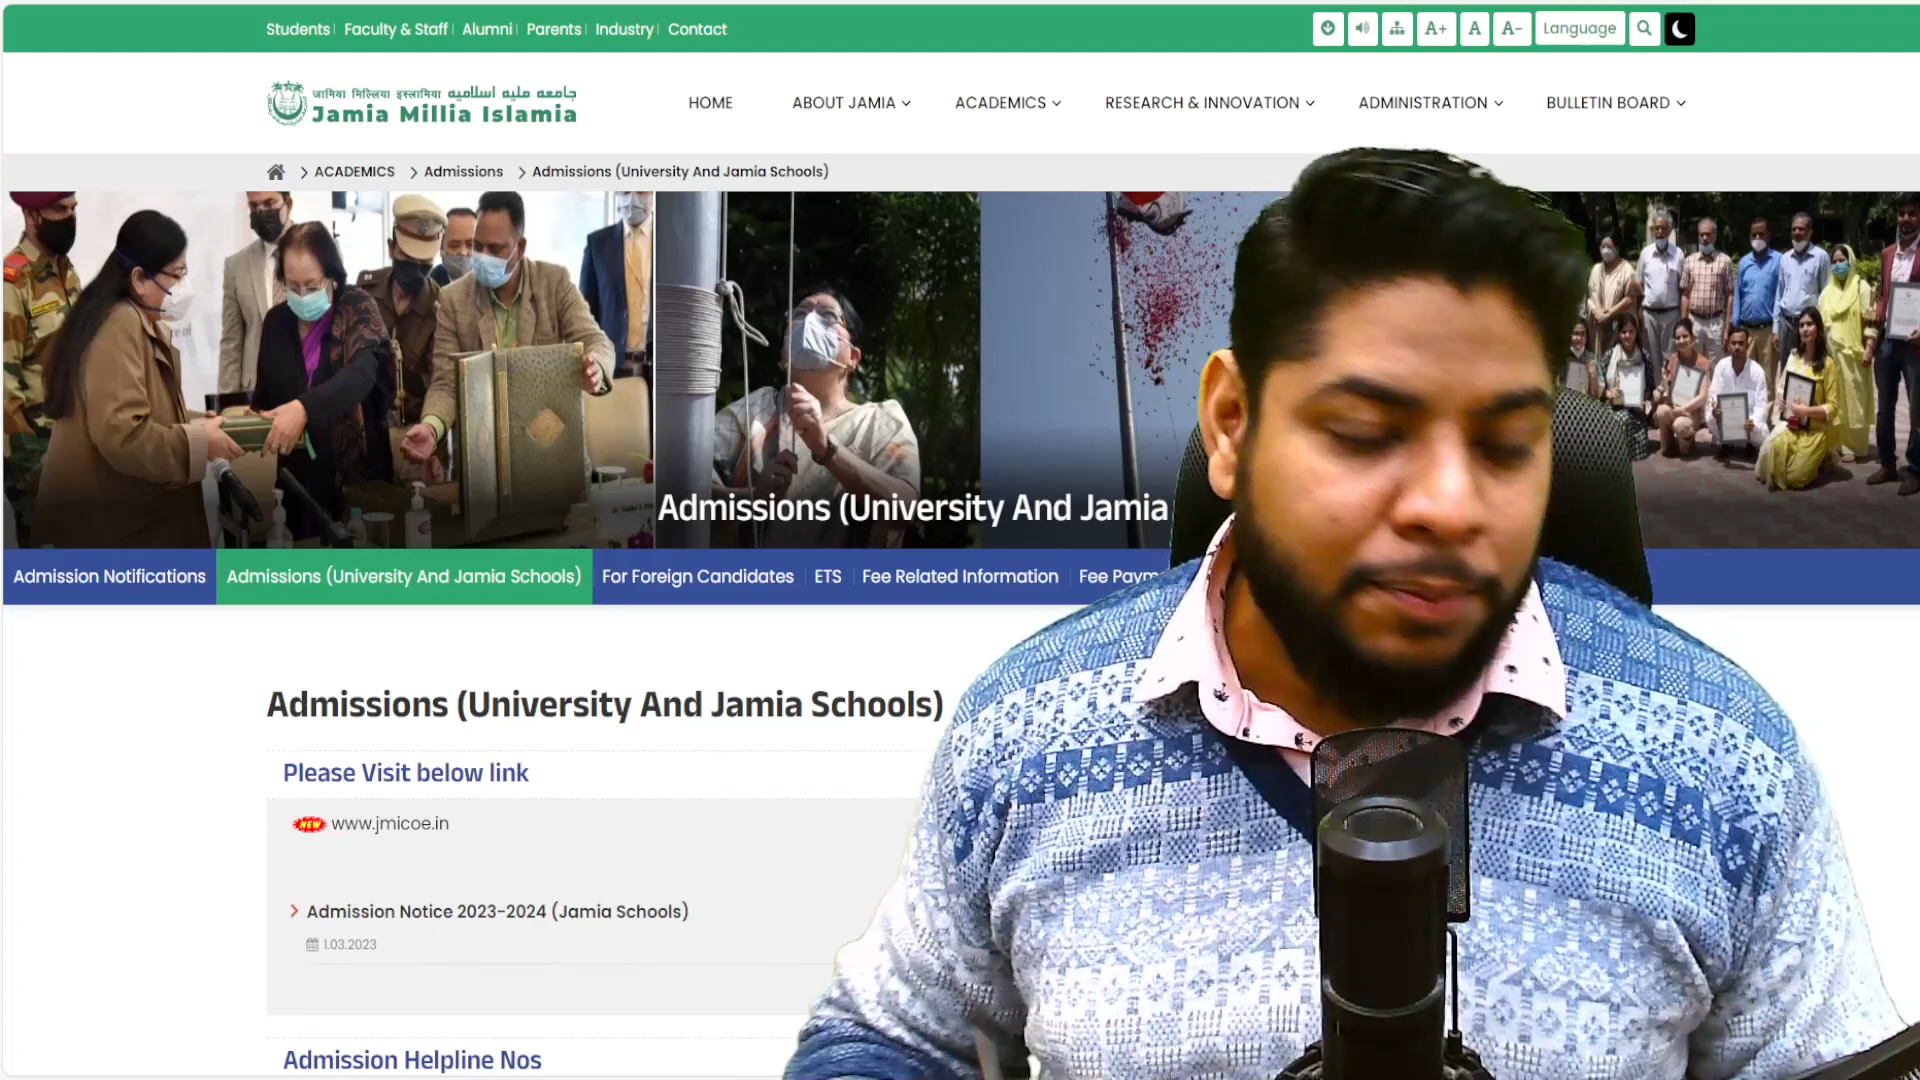 Students
Faculty & Staff
Alumni
Parents
Industry
Contact
A+
A
A-
Language
जामिया मिल्लिया इस्लामिया جامعه مليه اسلاميه
Jamia Millia Islamia
HOME
ABOUT JAMIA
ACADEMICS
RESEARCH & INNOVATION
ADMINISTRATION
BULLETIN BOARD
ACADEMICS
Admissions
Admissions (University And Jamia Schools)
Admissions (University And Jamia
Admission Notifications
Admissions (University And Jamia Schools)
For Foreign Candidates
ETS
Fee Related Information
Fee Paym
Admissions (University And Jamia Schools)
Please Visit below link
NEW www.jmicoe.in
Admission Notice 2023-2024 (Jamia Schools)
1.03.2023
Admission Helpline Nos